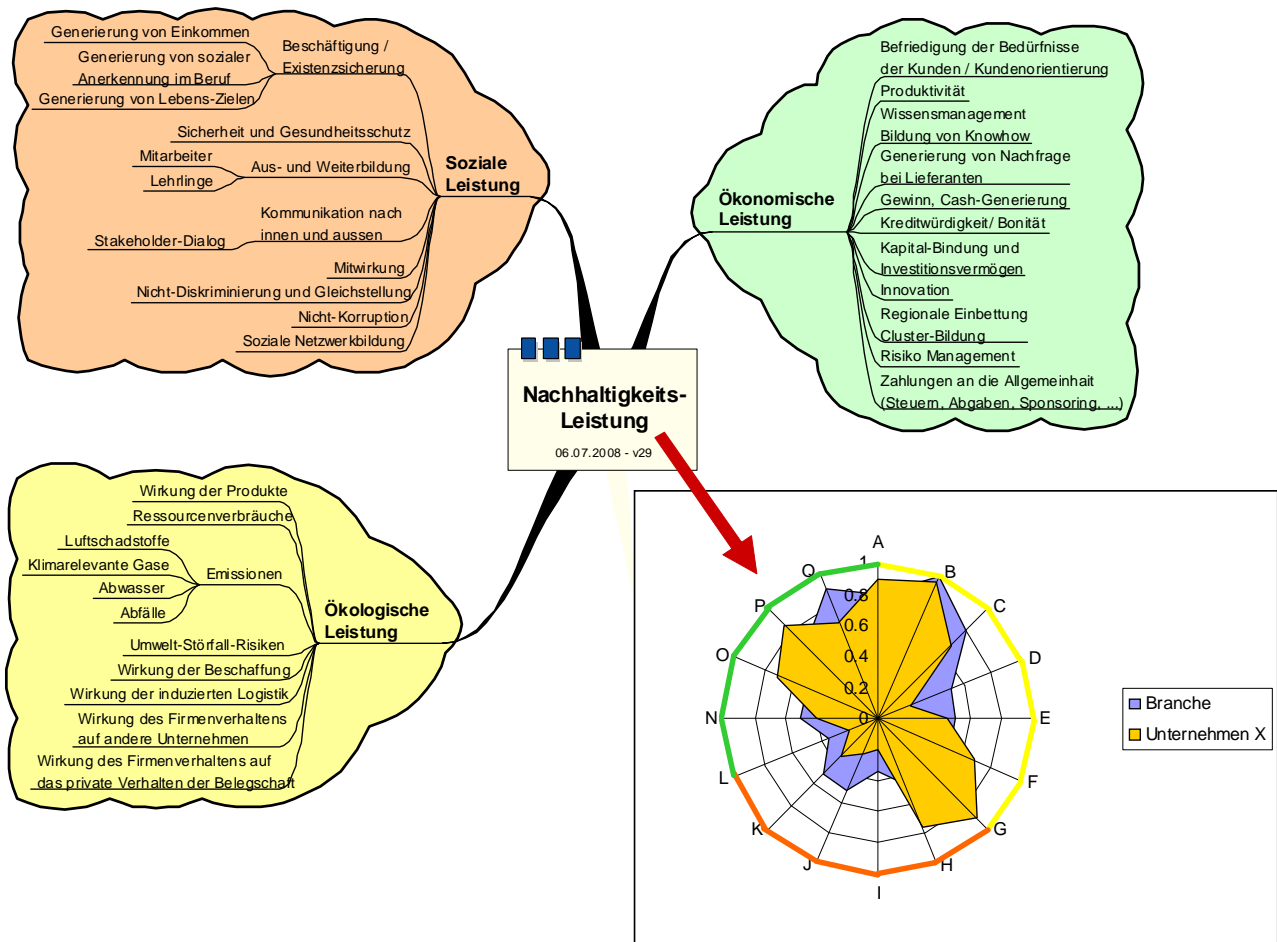 Generierung von Einkommen
Generierung von sozialer
Anerkennung im Beruf
Generierung von Lebens-Zielen
Beschäftigung /
Existenzsicherung
Sicherheit und Gesundheitsschutz
Mitarbeiter
Lehrlinge
Aus- und Weiterbildung
Kommunikation nach
innen und aussen
Stakeholder-Dialog
Mitwirkung
Nicht-Diskriminierung und Gleichstellung
Nicht-Korruption
Soziale Netzwerkbildung
Soziale
Leistung
Ökonomische
Leistung
Befriedigung der Bedürfnisse
der Kunden / Kundenorientierung
Produktivität
Wissensmanagement
Bildung von Knowhow
Generierung von Nachfrage
bei Lieferanten
Gewinn, Cash-Generierung
Kreditwürdigkeit/ Bonität
Kapital-Bindung und
Investitionsvermögen
Innovation
Regionale Einbettung
Cluster-Bildung
Risiko Management
Zahlungen an die Allgemeinhait
(Steuern, Abgaben, Sponsoring, ...)
Nachhaltigkeits-
Leistung
06.07.2008 - v29
Wirkung der Produkte
Ressourcenverbräuche
Luftschadstoffe
Klimarelevante Gase
Abwasser
Abfälle
Emissionen
Umwelt-Störfall-Risiken
Wirkung der Beschaffung
Wirkung der induzierten Logistik
Wirkung des Firmenverhaltens
auf andere Unternehmen
Wirkung des Firmenverhaltens auf
das private Verhalten der Belegschaft
Ökologische
Leistung
A
B
C
D
E
F
G
H
I
J
K
L
N
O
P
Q
1
0.8
0.6
0.4
0.2
0
Branche
Unternehmen X